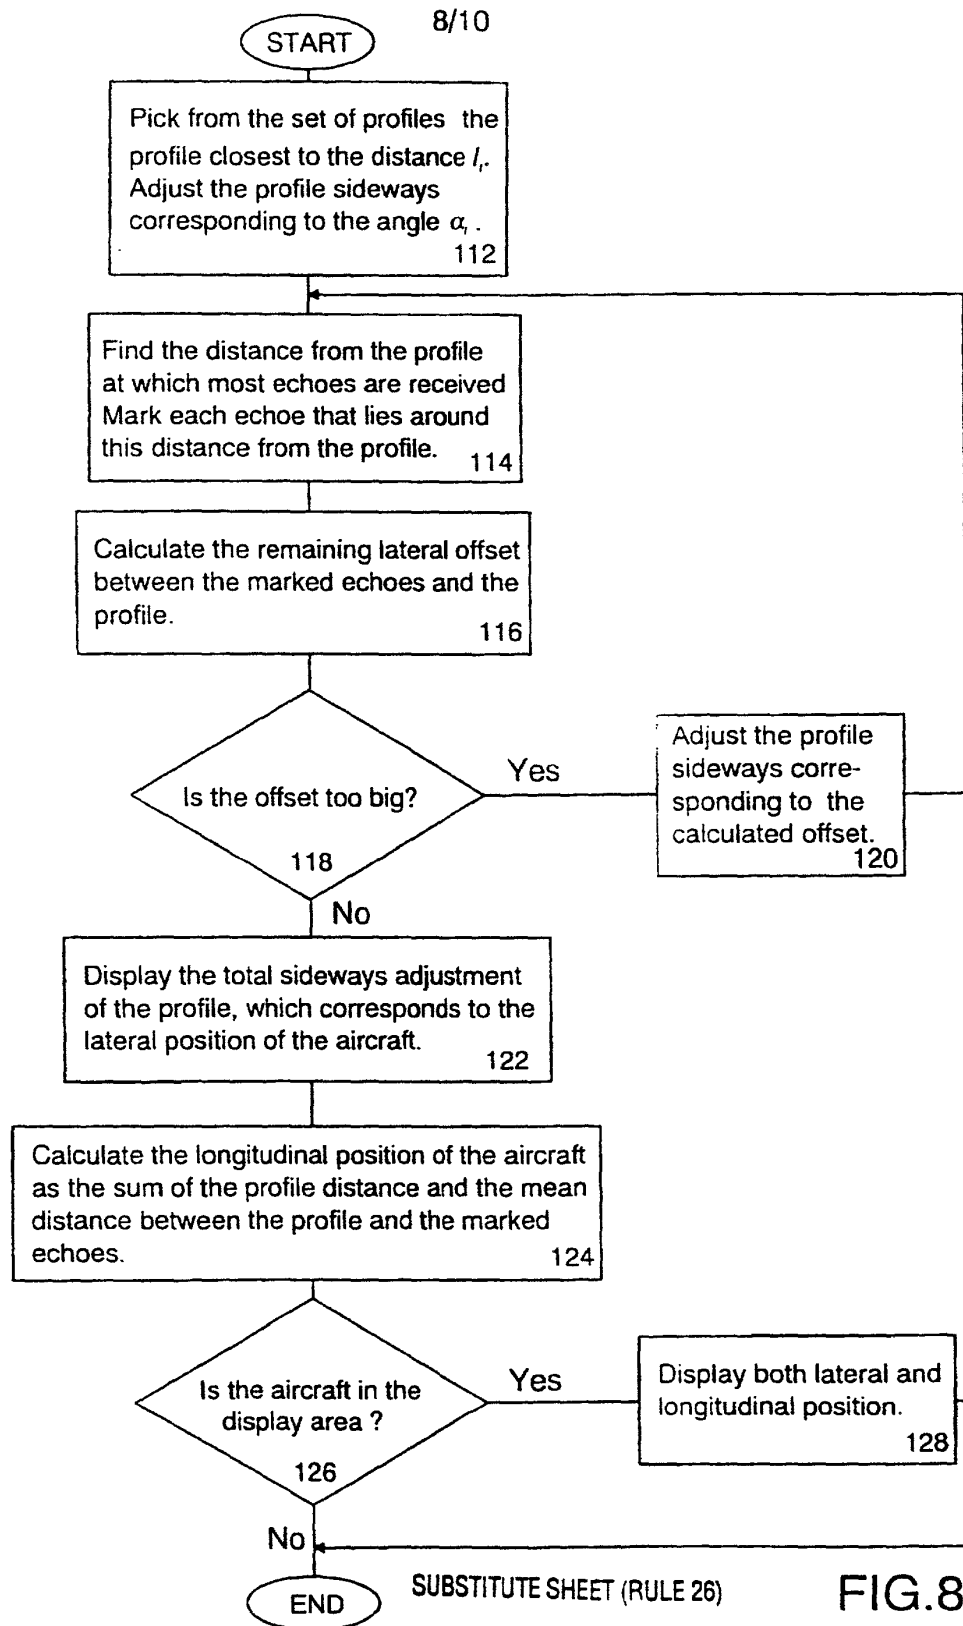 8/10
START
Pick from the set of profiles the
profile closest to the distance lᵢ.
Adjust the profile sideways
corresponding to the angle αᵢ.
112
Find the distance from the profile
at which most echoes are received
Mark each echoe that lies around
this distance from the profile.
114
Calculate the remaining lateral offset
between the marked echoes and the
profile.
116
Is the offset too big?
118
Yes
Adjust the profile
sideways corre-
sponding to the
calculated offset.
120
No
Display the total sideways adjustment
of the profile, which corresponds to the
lateral position of the aircraft.
122
Calculate the longitudinal position of the aircraft
as the sum of the profile distance and the mean
distance between the profile and the marked
echoes.
124
Is the aircraft in the
display area ?
126
Yes
Display both lateral and
longitudinal position.
128
No
END
SUBSTITUTE SHEET (RULE 26)
FIG.8